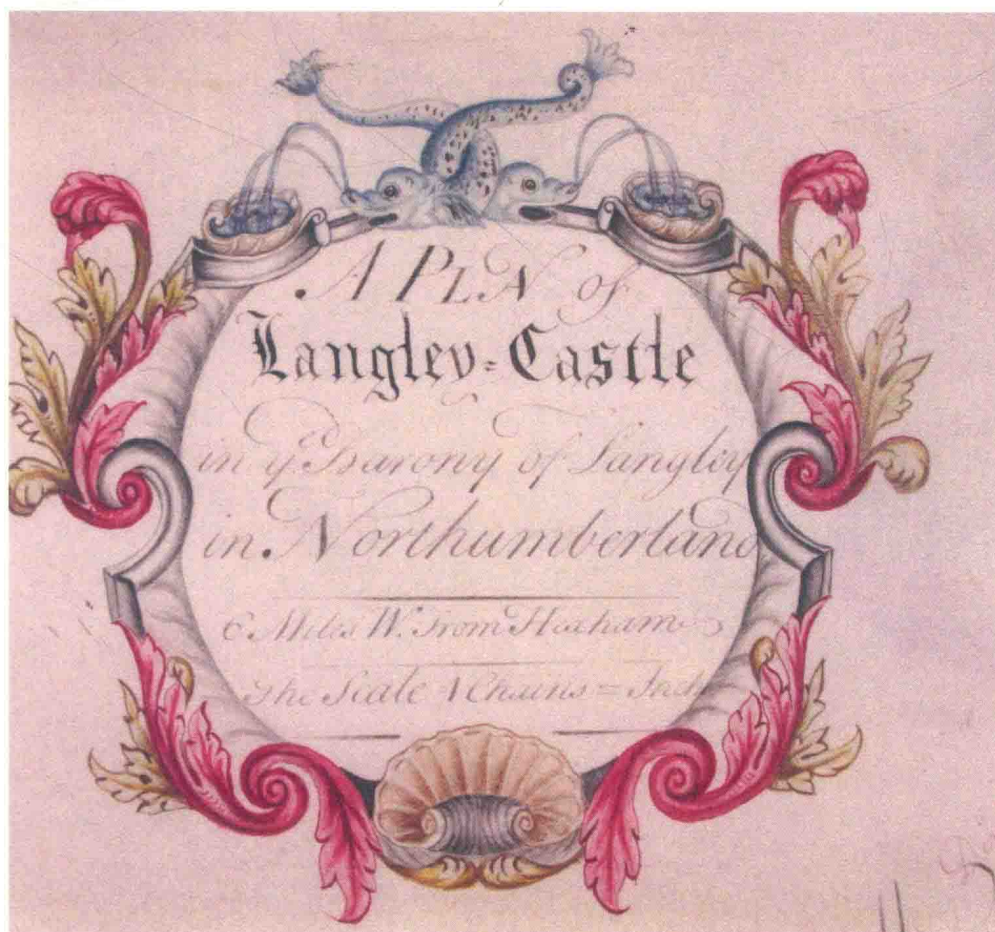 A PLN of
Langley=Castle
in ye Barony of Langley
in Northumberland
6 Miles W. From Hexham
The Scale 4 Chains = Inch